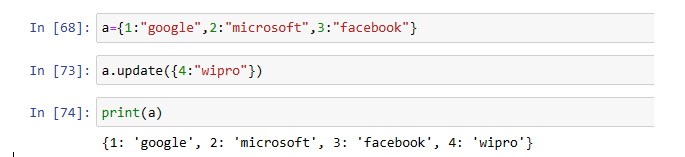 In [68]: a={1:"google",2:"microsoft",3:"facebook"}
In [73]: a.update({4:"wipro"})
In [74]: print(a)
{1: 'google', 2: 'microsoft', 3: 'facebook', 4: 'wipro'}